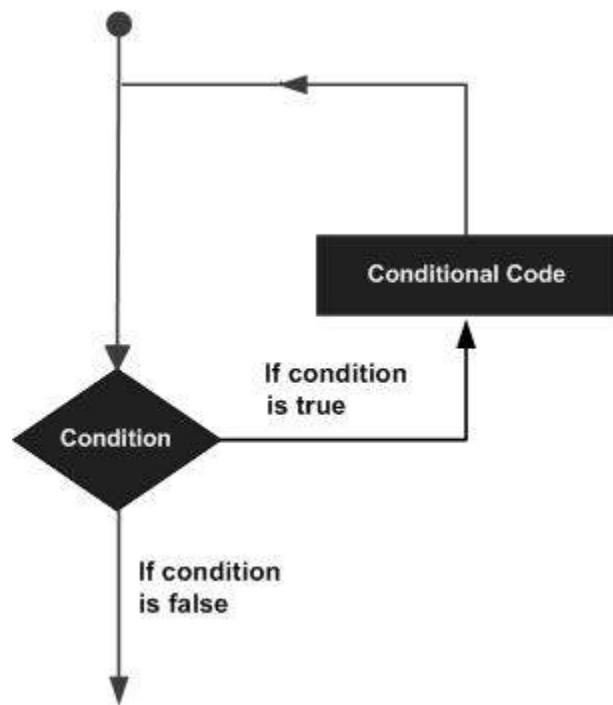 Conditional Code
If condition
is true
Condition
If condition
is false